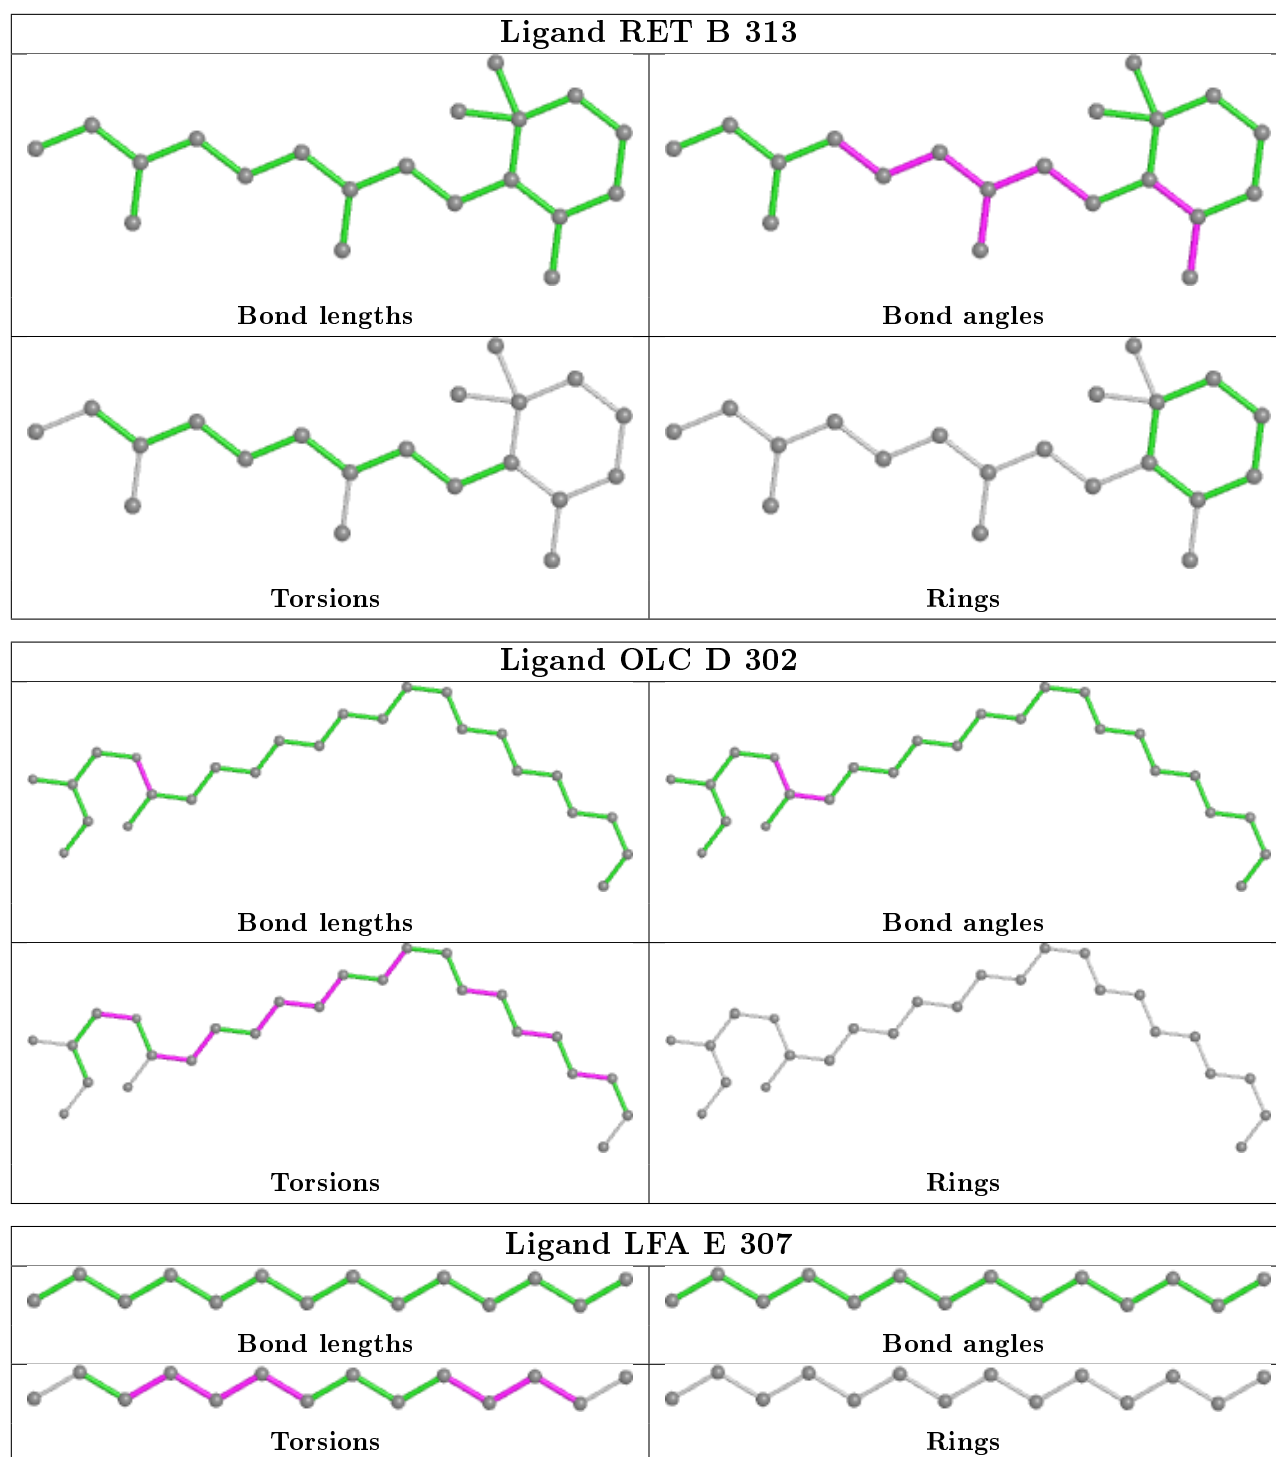 Ligand RET B 313
Bond lengths
Bond angles
Torsions
Rings
Ligand OLC D 302
Bond lengths
Bond angles
Torsions
Rings
Ligand LFA E 307
Bond lengths
Bond angles
Torsions
Rings